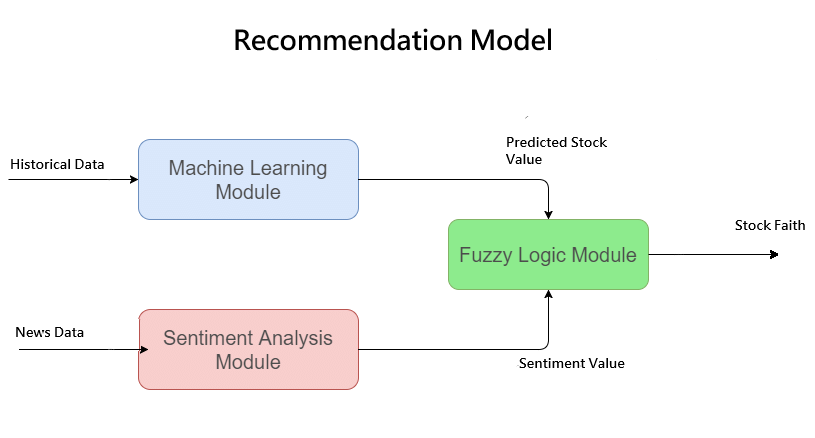 Recommendation Model
Historical Data
Machine Learning
Module
Predicted Stock
Value
Fuzzy Logic Module
Stock Faith
News Data
Sentiment Analysis
Module
Sentiment Value